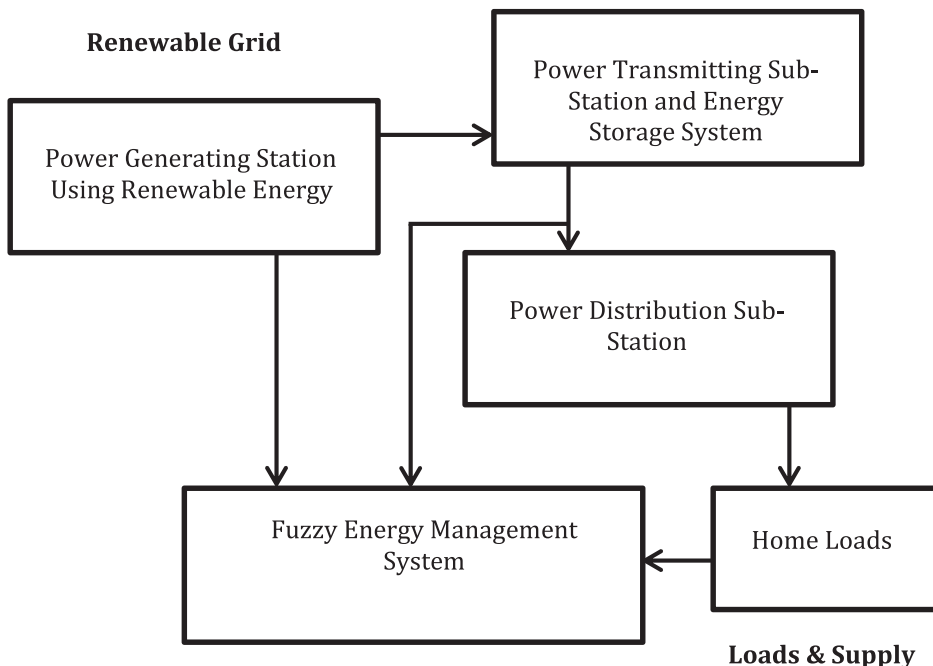 Renewable Grid
Power Transmitting Sub-
Station and Energy
Storage System
Power Generating Station
Using Renewable Energy
Power Distribution Sub-
Station
Fuzzy Energy Management
System
Home Loads
Loads & Supply